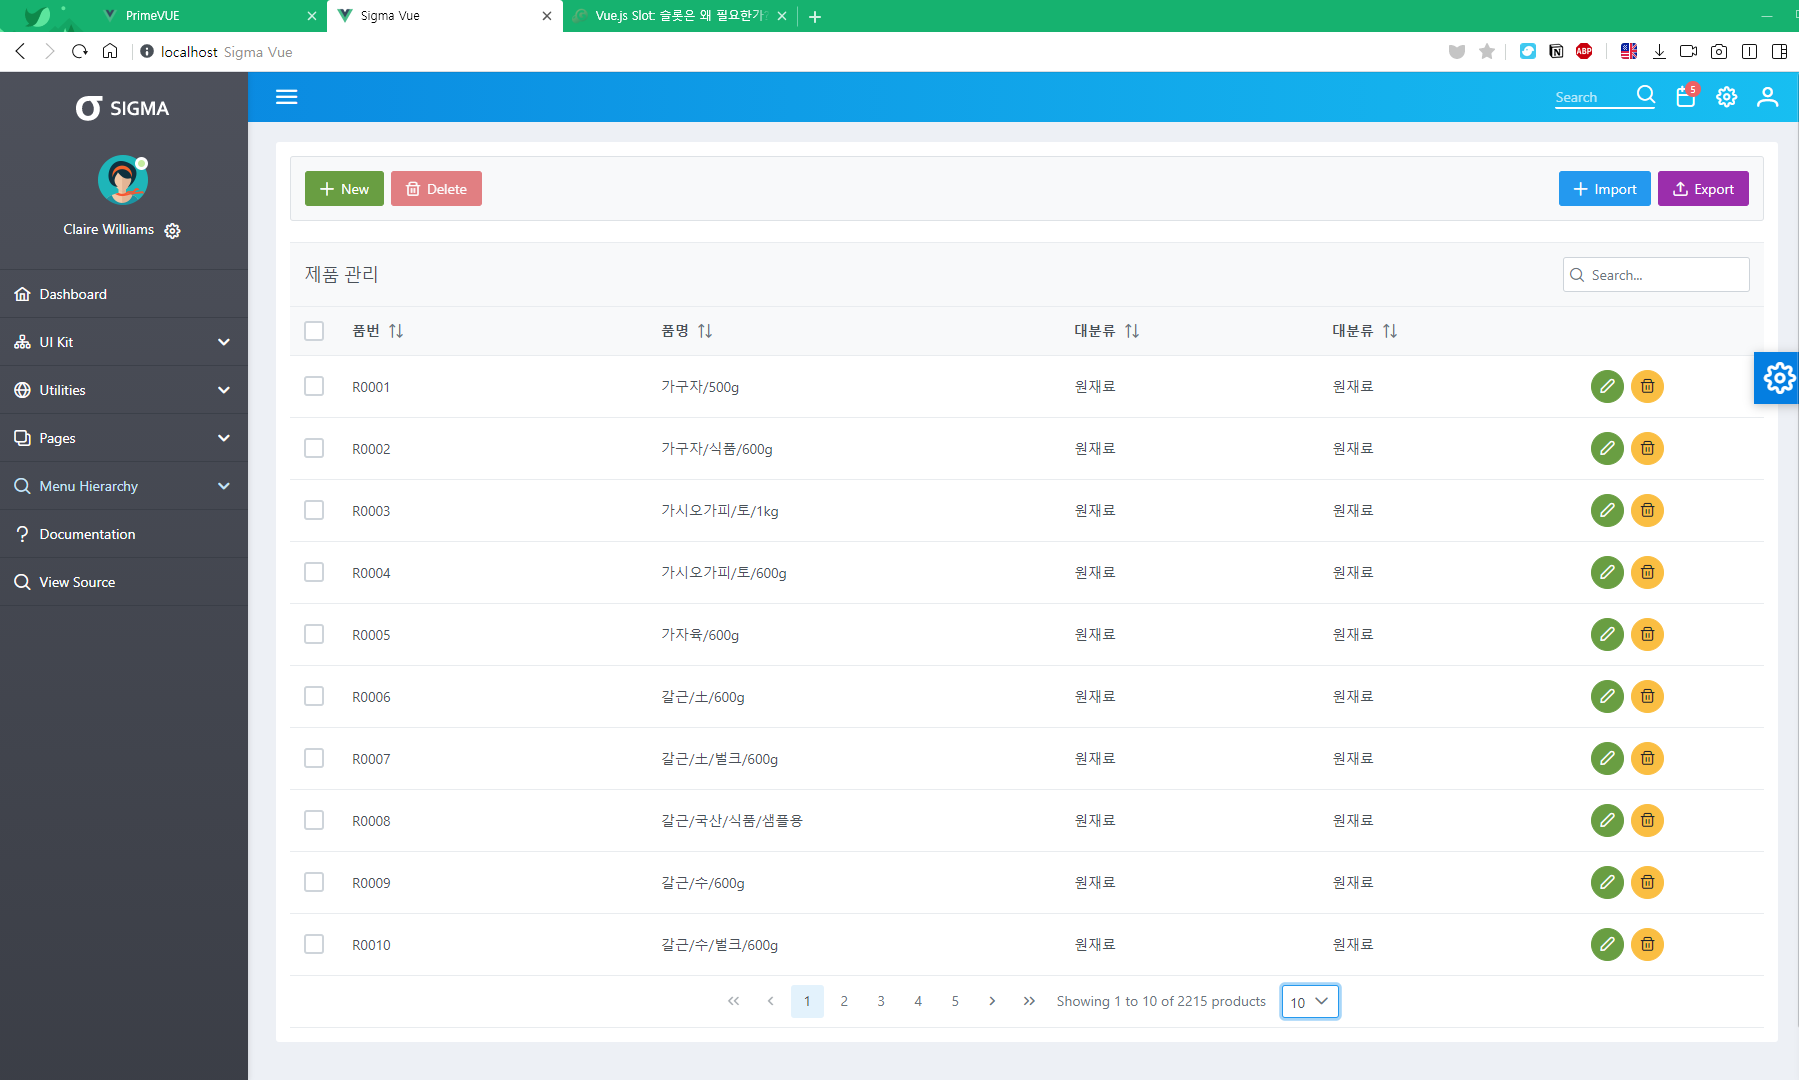 PrimeVUE
Sigma Vue
Vue.js Slot: 슬롯은 왜 필요한가?
localhost Sigma Vue
N
ABP
SIGMA
Search
5
Claire Williams
Dashboard
UI Kit
Utilities
Pages
Menu Hierarchy
Documentation
View Source
New
Delete
Import
Export
제품 관리
Search...
품번 품명 대분류 대분류
R0001 가구자/500g 원재료 원재료
R0002 가구자/식품/600g 원재료 원재료
R0003 가시오가피/토/1kg 원재료 원재료
R0004 가시오가피/토/600g 원재료 원재료
R0005 가자육/600g 원재료 원재료
R0006 갈근/土/600g 원재료 원재료
R0007 갈근/土/벌크/600g 원재료 원재료
R0008 갈근/국산/식품/샘플용 원재료 원재료
R0009 갈근/수/600g 원재료 원재료
R0010 갈근/수/벌크/600g 원재료 원재료
1 2 3 4 5 Showing 1 to 10 of 2215 products 10